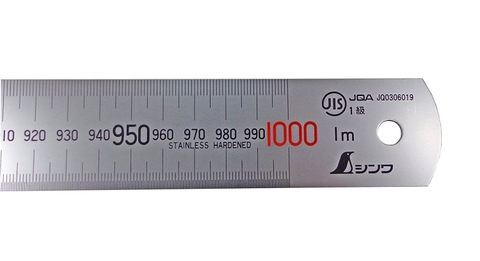 JIS JQA JQ0306019
1級
10 920 930 940 950 960 970 980 990 1000 1m
STAINLESS HARDENED
シンワ